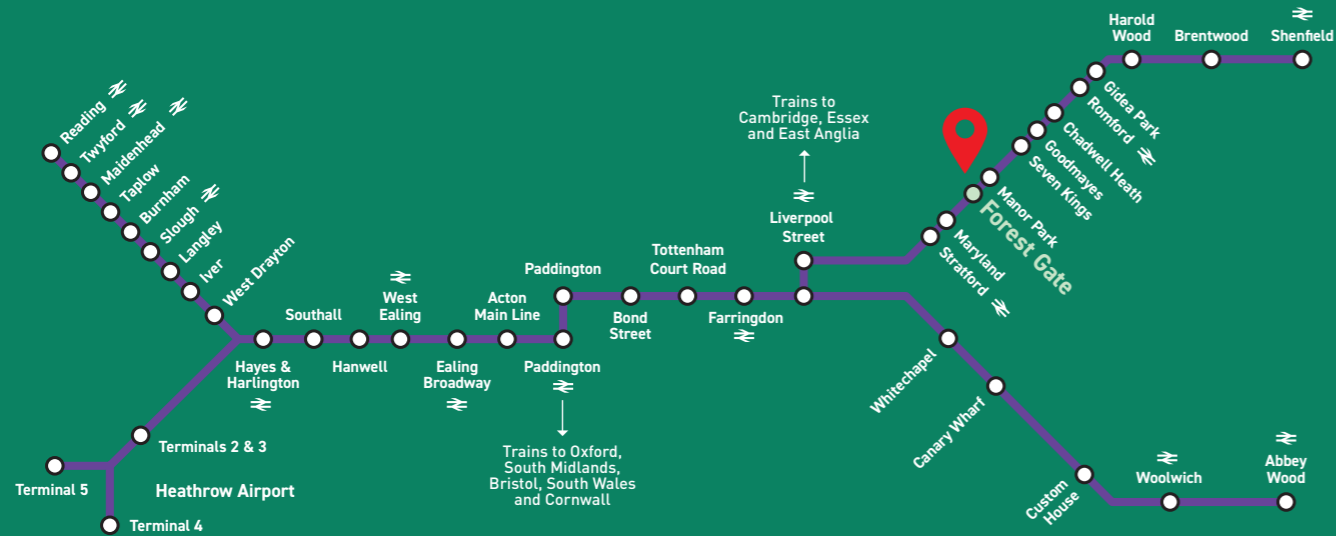 Reading
Twyford
Maidenhead
Taplow
Burnham
Slough
Langley
Iver
West Drayton
Terminals 2 & 3
Terminal 5
Heathrow Airport
Terminal 4
Hayes &
Harlington
Southall
Hanwell
West
Ealing
Ealing
Broadway
Acton
Main Line
Paddington
Paddington
Trains to Oxford,
South Midlands,
Bristol, South Wales
and Cornwall
Bond
Street
Tottenham
Court Road
Farringdon
Trains to
Cambridge, Essex
and East Anglia
Liverpool
Street
Stratford
Maryland
Forest Gate
Manor Park
Seven Kings
Goodmayes
Chadwell Heath
Romford
Gidea Park
Harold
Wood
Brentwood
Shenfield
Whitechapel
Canary Wharf
Custom
House
Woolwich
Abbey
Wood